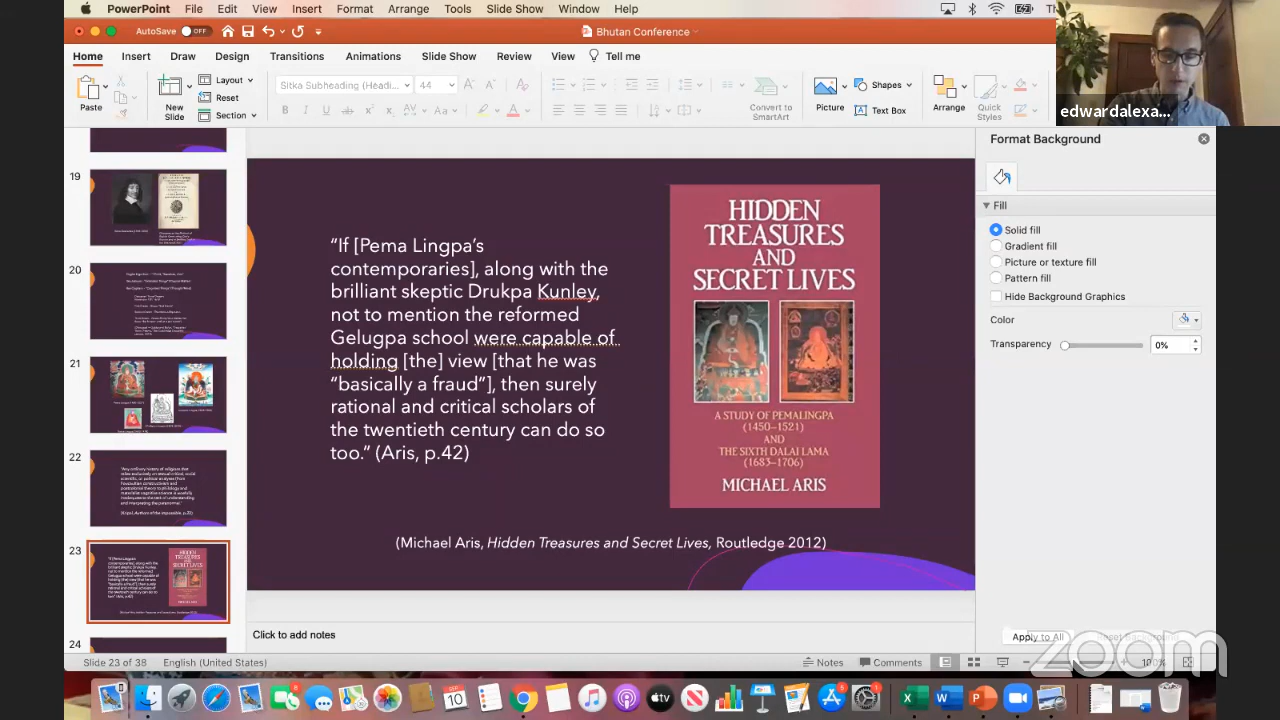 PowerPoint File Edit View Insert Format Arrange Tools Slide Show Window Help
AutoSave OFF
Bhutan Conference
Home Insert Draw Design Transitions Animations Slide Show Review View Tell me
Paste
New
Slide
Layout
Reset
Section
Sitka Subheading (Headi... 44
Convert to
SmartArt
Picture
Shapes
Text Box
Arrange
Quick
Styles
edwardalexa...
Format Background
Fill
Solid fill
Gradient fill
Picture or texture fill
Pattern fill
Hide Background Graphics
Color
Transparency 0%
Apply to All
19
20
21
22
23
24
“If [Pema Lingpa’s
contemporaries], along with the
brilliant skeptic Drukpa Kunley,
not to mention the reformed
Gelugpa school were capable of
holding [the] view [that he was
“basically a fraud”], then surely
rational and critical scholars of
the twentieth century can do so
too.” (Aris, p.42)
HIDDEN
TREASURES
AND
SECRET LIVES
A STUDY OF PEMALINGPA
(1450–1521)
AND
THE SIXTH DALAI LAMA
(1683–1706)
MICHAEL ARIS
(Michael Aris, Hidden Treasures and Secret Lives, Routledge 2012)
Click to add notes
Slide 23 of 38 English (United States)
Notes Comments 100%
zoom